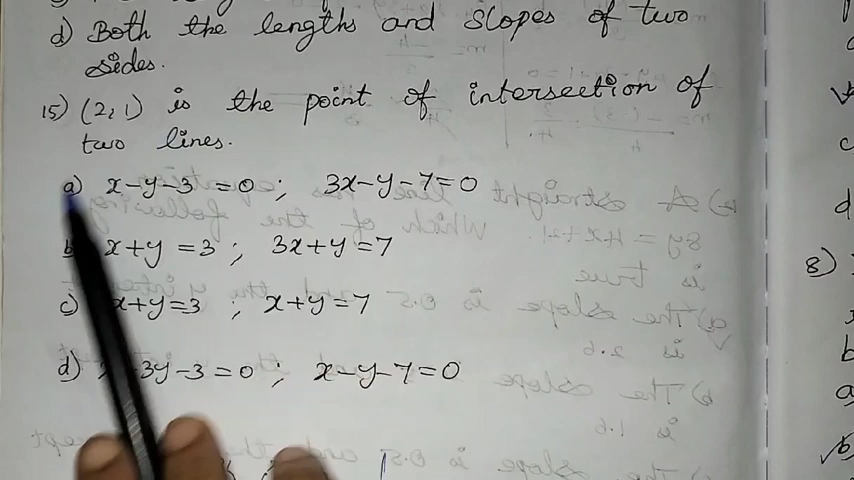 d) Both the lengths and slopes of two
sides.
15) (2,1) is the point of intersection of
two lines.
a) x-y-3 =0; 3x-y-7=0
b) x+y =3; 3x+y=7
c) x+y=3 ; x+y=7
d) 3y-3=0; x-y-7=0
8)